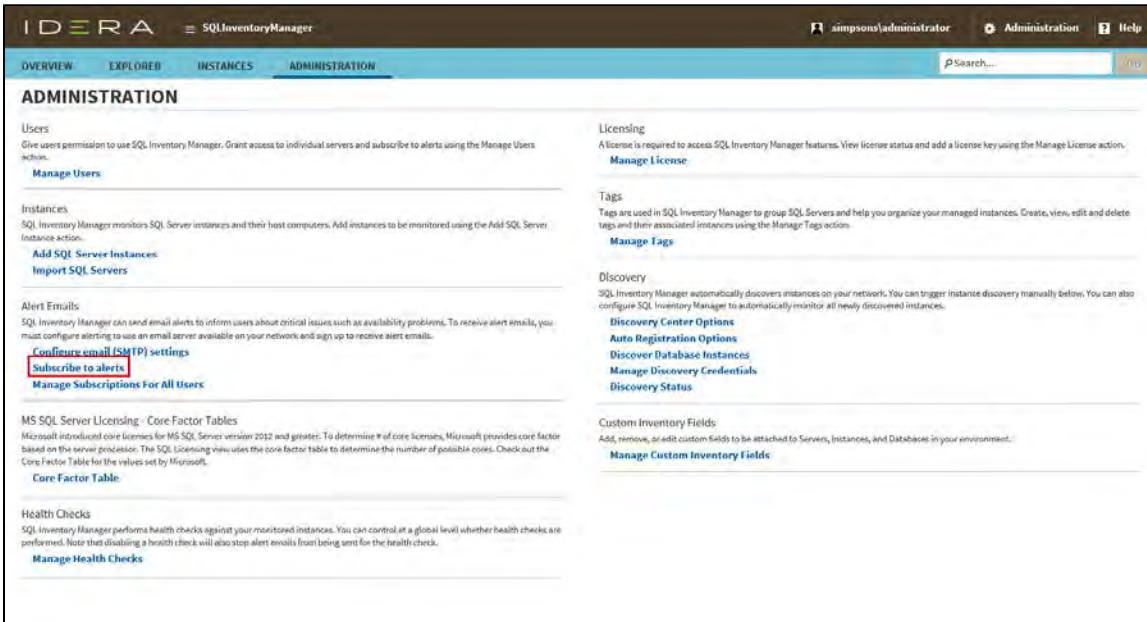 IDERA
SQLInventoryManager
simpsons\administrator
Administration
Help
OVERVIEW
EXPLORER
INSTANCES
ADMINISTRATION
Search...
ADMINISTRATION
Users
Give users permission to use SQL Inventory Manager. Grant access to individual servers and subscribe to alerts using the Manage Users
action.
Manage Users
Instances
SQL Inventory Manager monitors SQL Server instances and their host computers. Add instances to be monitored using the Add SQL Server
Instance action.
Add SQL Server Instances
Import SQL Servers
Alert Emails
SQL Inventory Manager can send email alerts to inform users about critical issues such as availability problems. To receive alert emails, you
must configure alerting to use an email server available on your network and sign up to receive alert emails.
Configure email (SMTP) settings
Subscribe to alerts
Manage Subscriptions For All Users
MS SQL Server Licensing - Core Factor Tables
Microsoft introduced core licenses for MS SQL Server version 2012 and greater. To determine # of core licenses, Microsoft provides core factor
based on the server processor. The SQL Licensing view uses the core factor table to determine the number of possible cores. Check out the
Core Factor Table for the values set by Microsoft.
Core Factor Table
Health Checks
SQL Inventory Manager performs health checks against your monitored instances. You can control at a global level whether health checks are
performed. Note that disabling a health check will also stop alert emails from being sent for the health check.
Manage Health Checks
Licensing
A license is required to access SQL Inventory Manager features. View license status and add a license key using the Manage License action.
Manage License
Tags
Tags are used in SQL Inventory Manager to group SQL Servers and help you organize your managed instances. Create, view, edit and delete
tags and their associated instances using the Manage Tags action.
Manage Tags
Discovery
SQL Inventory Manager automatically discovers instances on your network. You can trigger instance discovery manually below. You can also
configure SQL Inventory Manager to automatically monitor all newly discovered instances.
Discovery Center Options
Auto Registration Options
Discover Database Instances
Manage Discovery Credentials
Discovery Status
Custom Inventory Fields
Add, remove, or edit custom fields to be attached to Servers, Instances, and Databases in your environment.
Manage Custom Inventory Fields